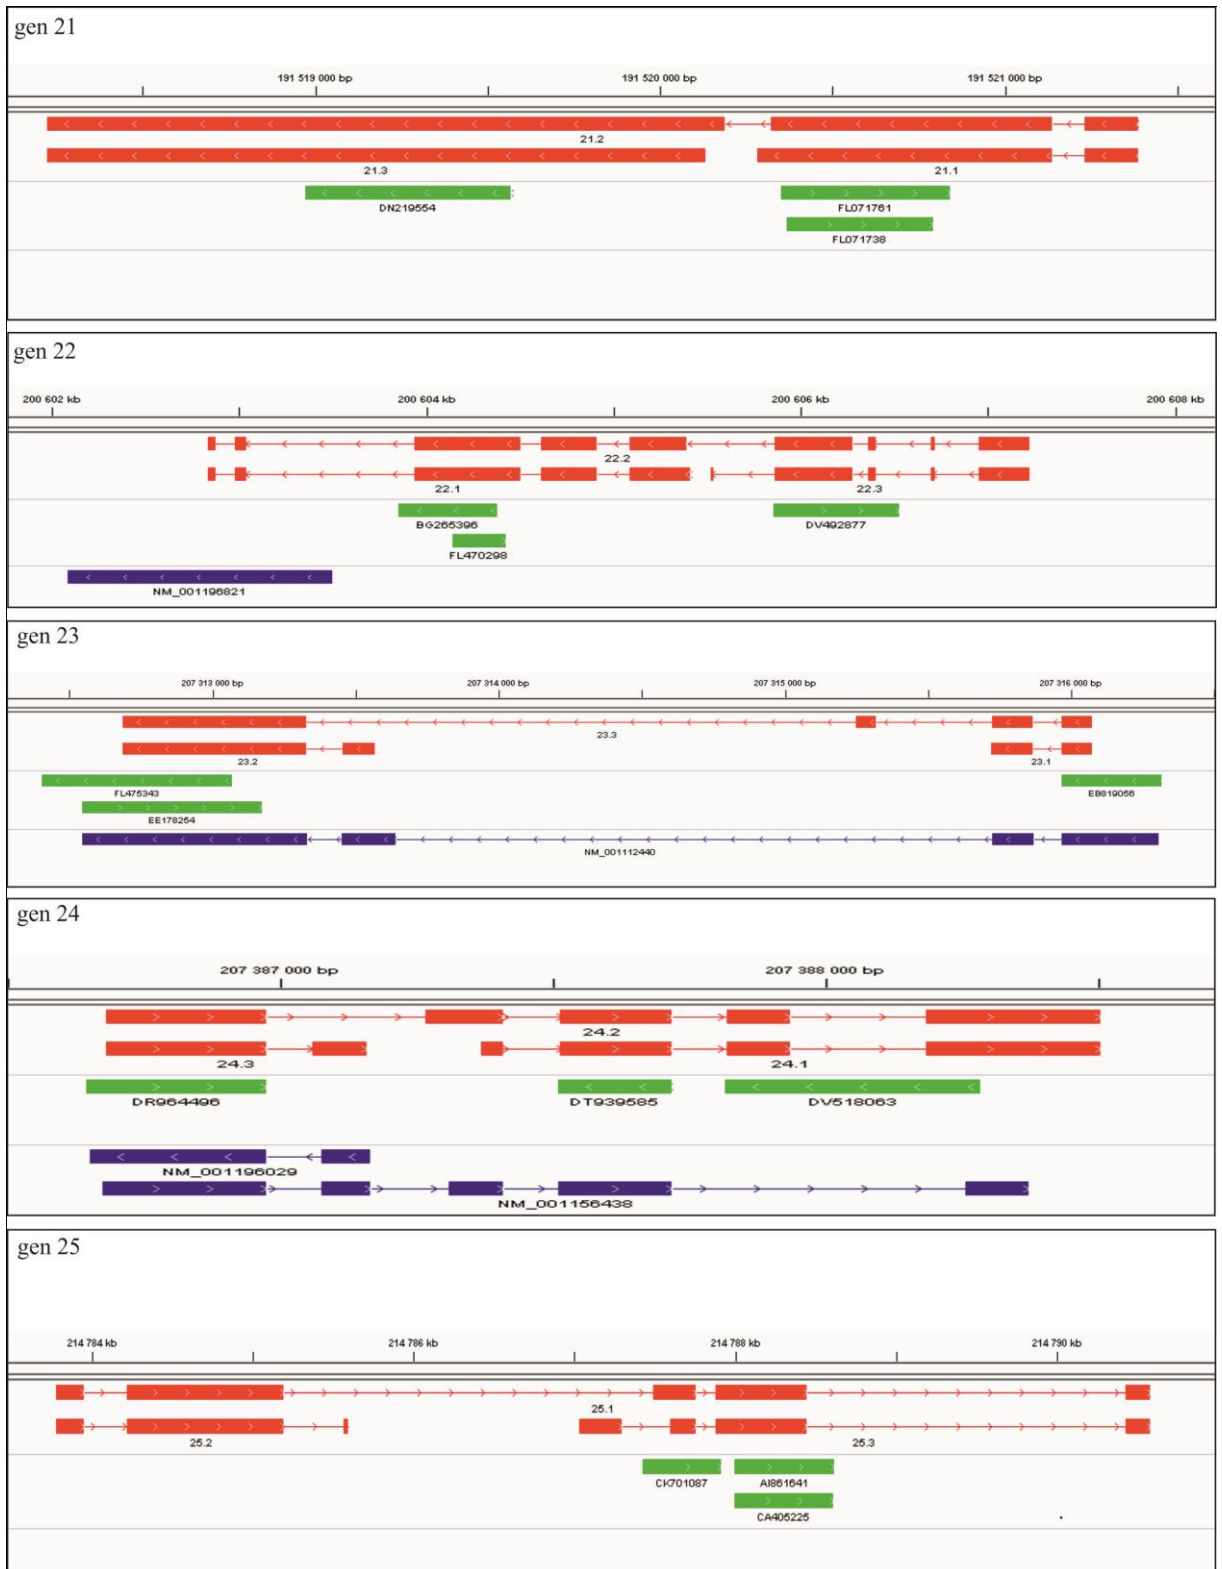 gen 21
191 519 000 bp 191 520 000 bp 191 521 000 bp
21.2
21.3 21.1
DN219554 FL071761
FL071738
gen 22
200 602 kb 200 604 kb 200 606 kb 200 608 kb
22.2
22.1 22.3
BG265396 DV492877
FL470298
NM_001196821
gen 23
207 313 000 bp 207 314 000 bp 207 315 000 bp 207 316 000 bp
23.3
23.2 23.1
FL475343 EB819056
EE178254
NM_001112440
gen 24
207 387 000 bp 207 388 000 bp
24.2
24.3 24.1
DR964496 DT939585 DV518063
NM_001196029
NM_001156438
gen 25
214 784 kb 214 786 kb 214 788 kb 214 790 kb
25.1
25.2 25.3
CK701087 AI861641
CA405225